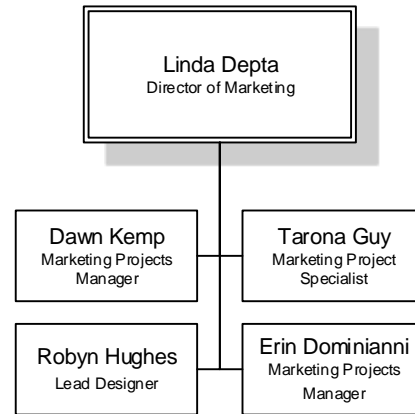 Linda Depta
Director of Marketing
Dawn Kemp
Marketing Projects
Manager
Tarona Guy
Marketing Project
Specialist
Robyn Hughes
Lead Designer
Erin Dominianni
Marketing Projects
Manager